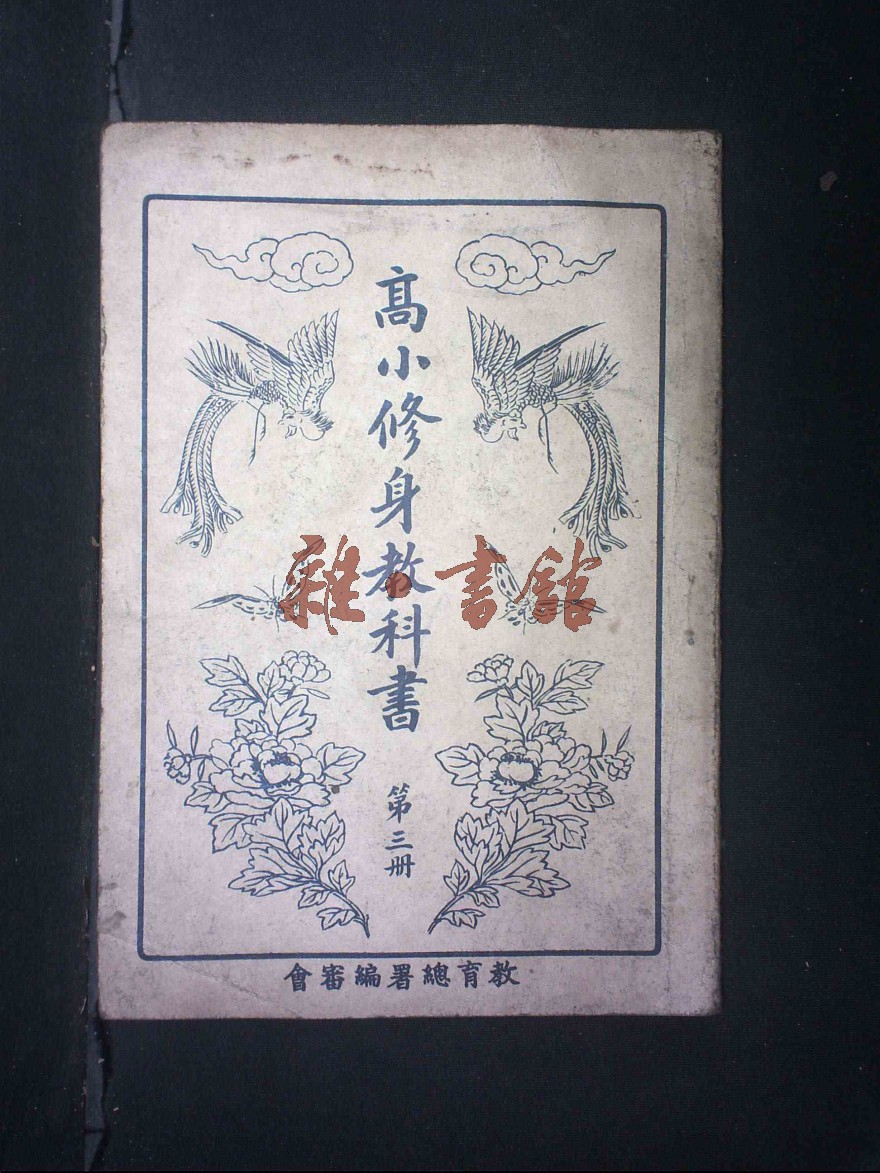 高小修身教科書
第三册
教育總署編審會
雜·書館